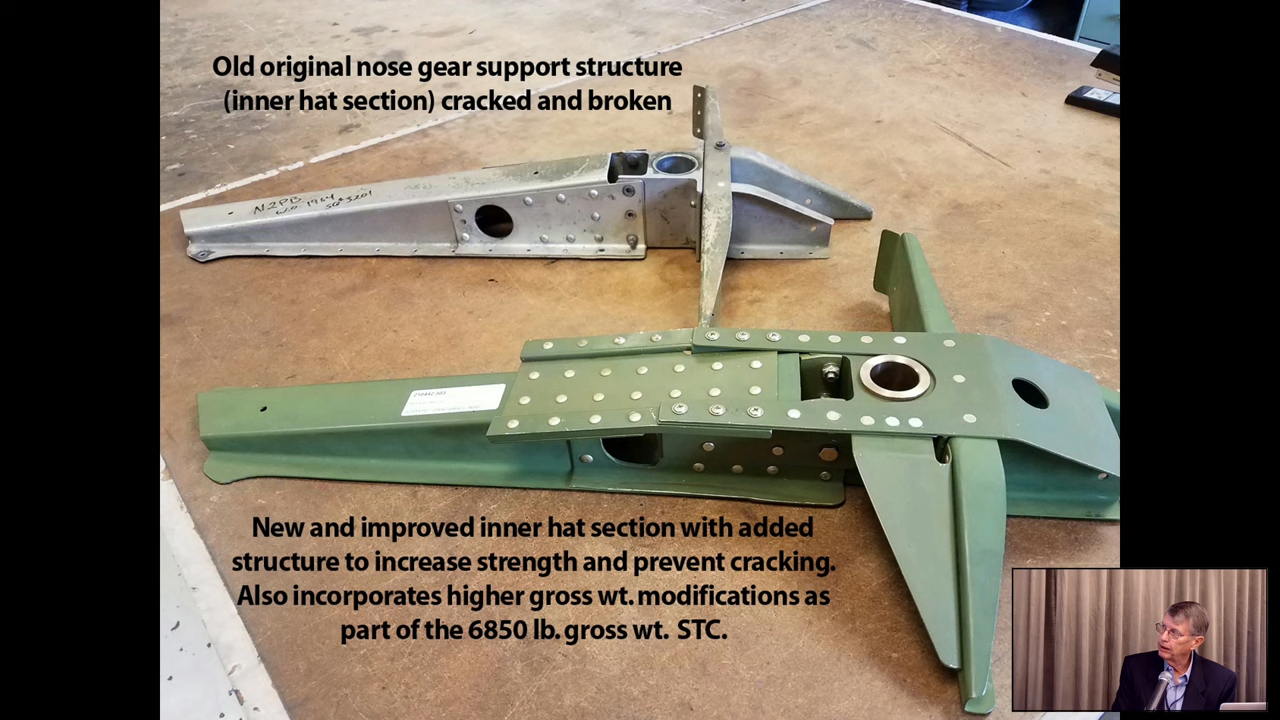 Old original nose gear support structure
(inner hat section) cracked and broken
N2PB
W.O. 1964
New and improved inner hat section with added
structure to increase strength and prevent cracking.
Also incorporates higher gross wt. modifications as
part of the 6850 lb. gross wt. STC.